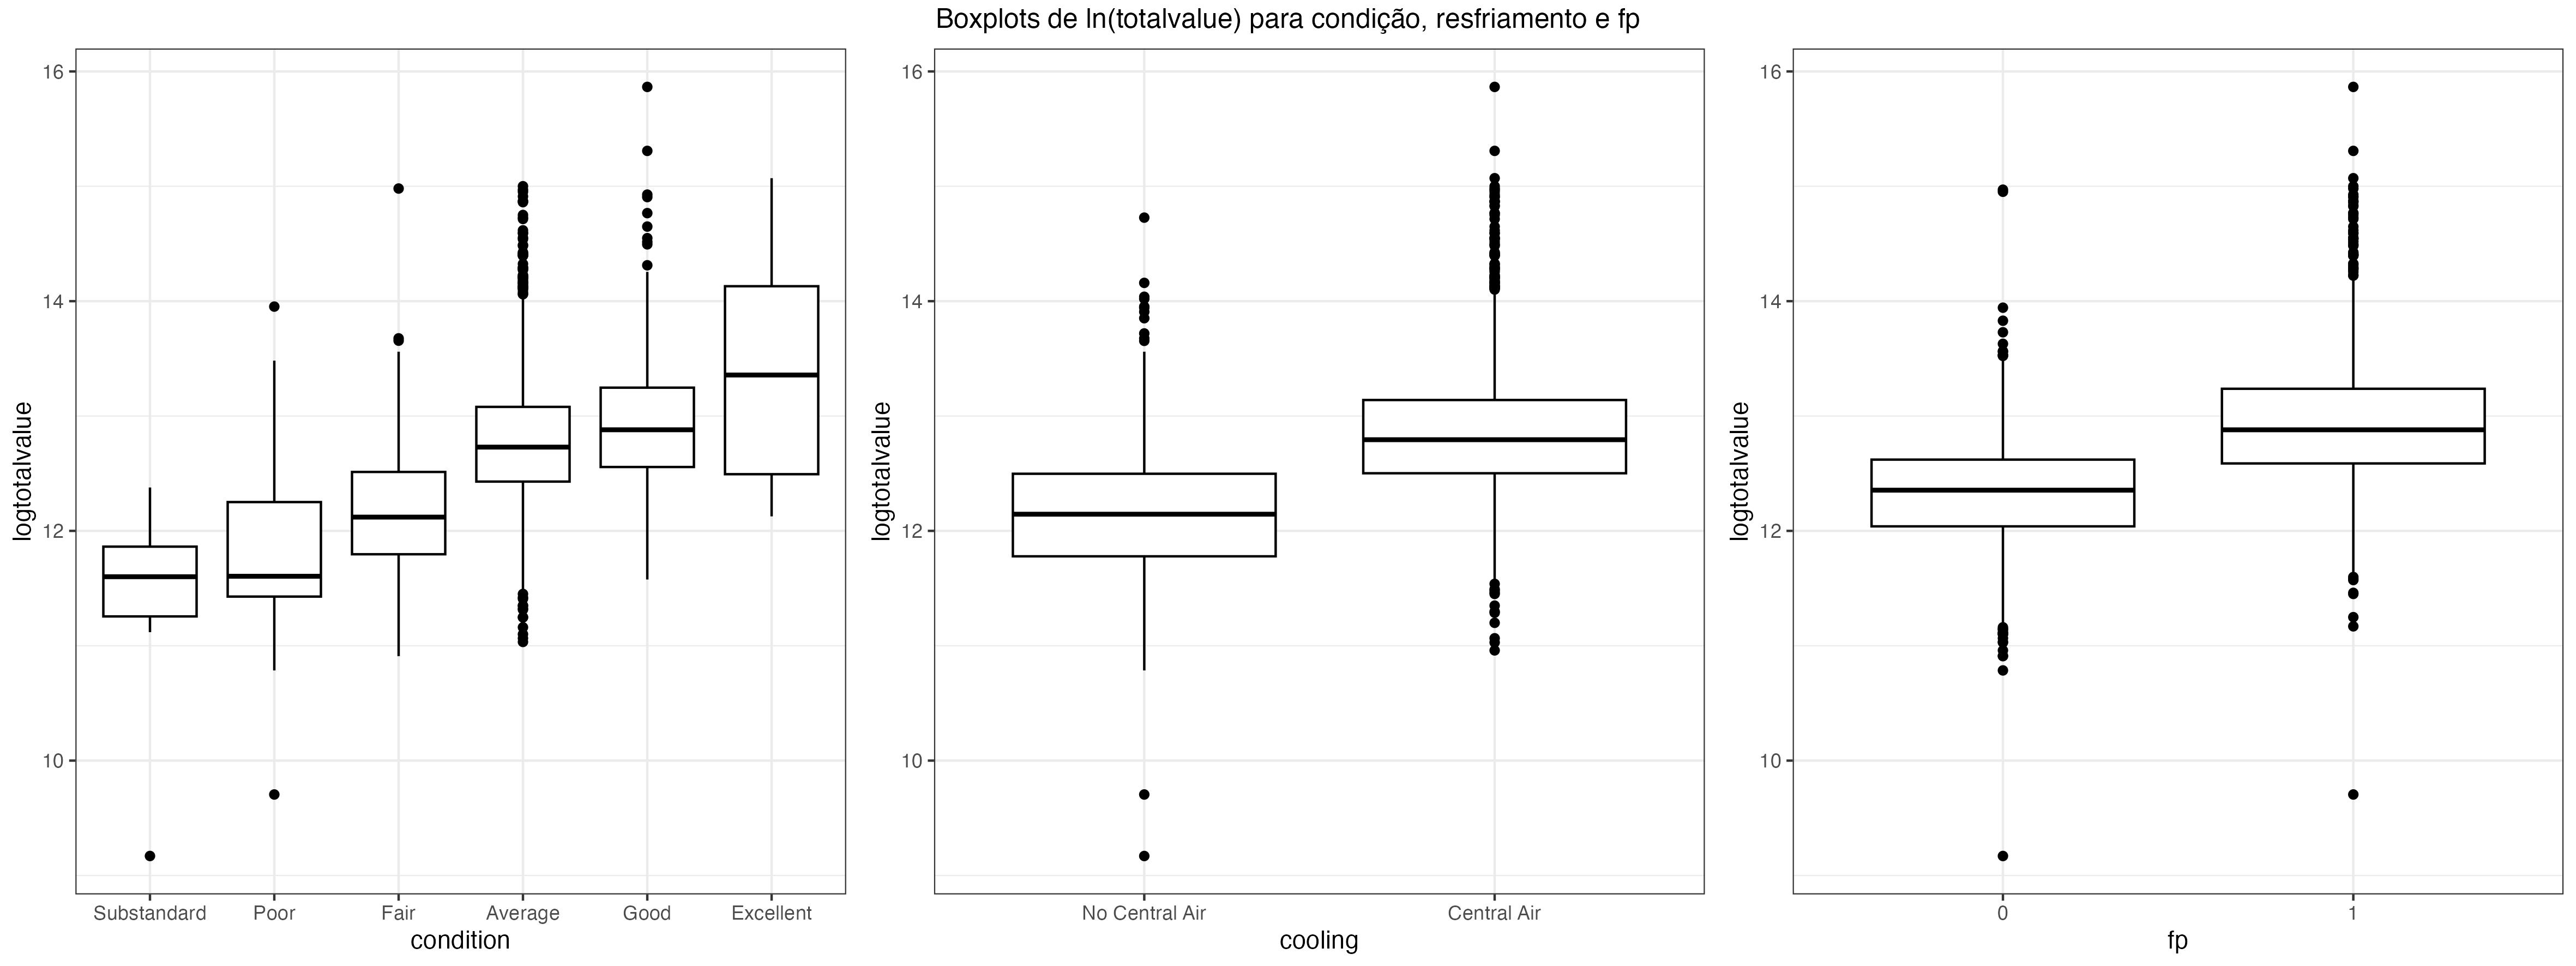 Boxplots de ln(totalvalue) para condição, resfriamento e fp
logtotalvalue
16
14
12
10
Substandard Poor Fair Average Good Excellent
condition
logtotalvalue
16
14
12
10
No Central Air Central Air
cooling
logtotalvalue
16
14
12
10
0 1
fp